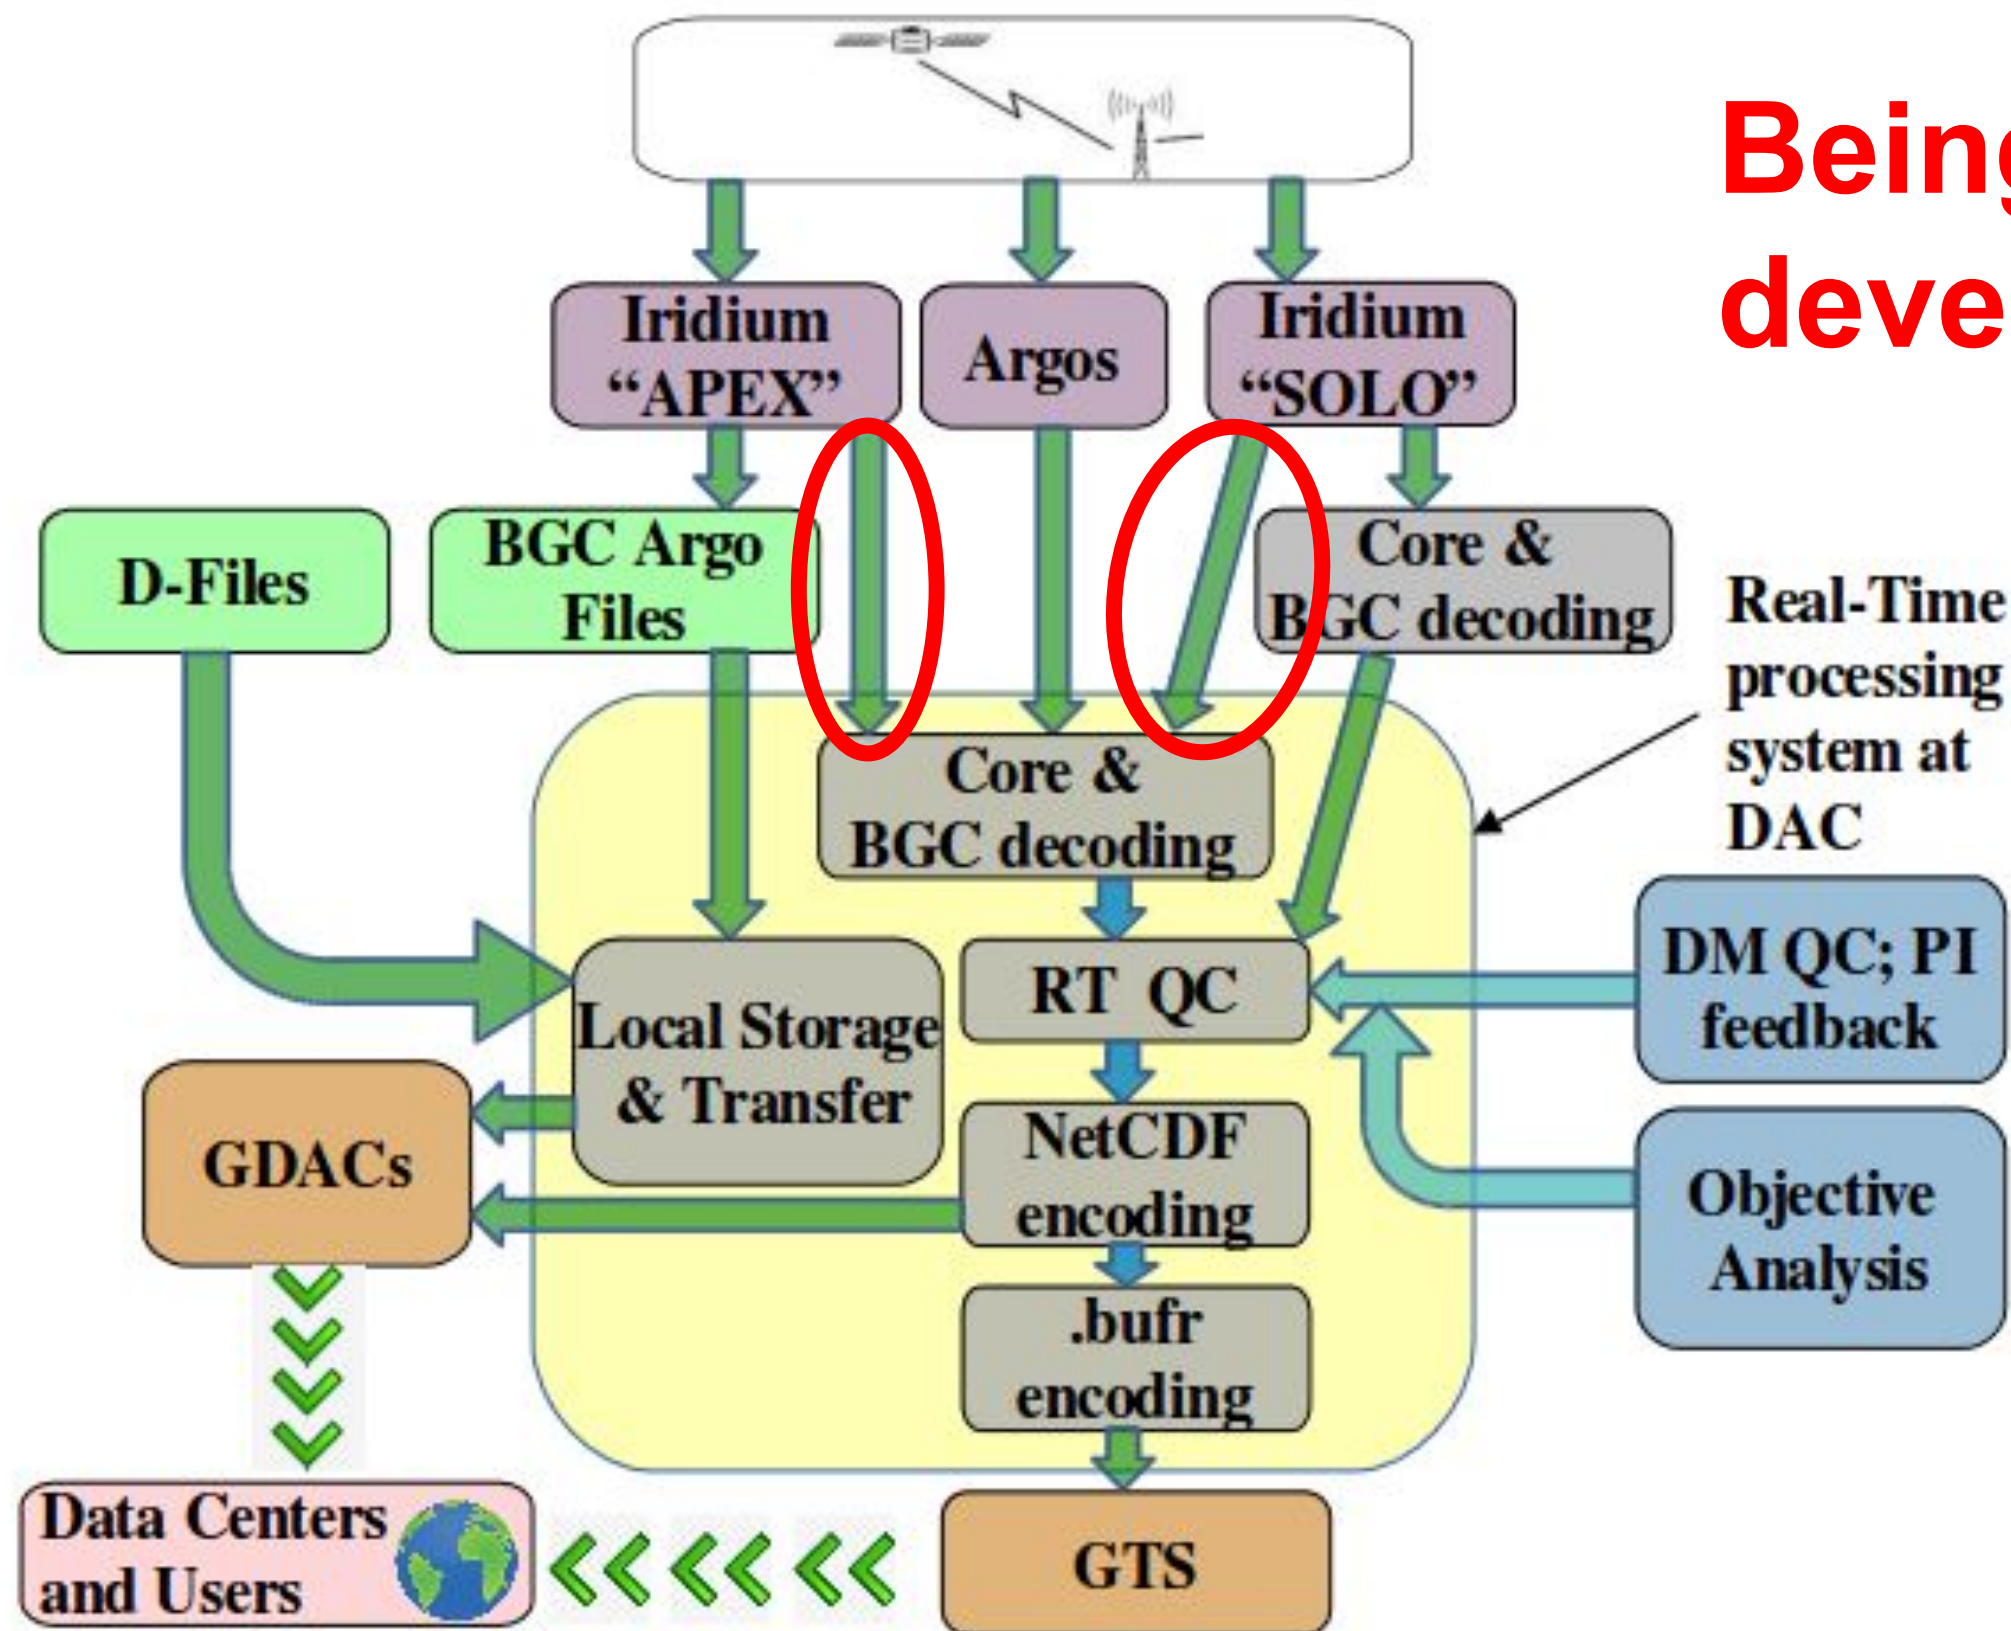 Being
deve
Iridium
“APEX”
Argos
Iridium
“SOLO”
D-Files
BGC Argo
Files
Core &
BGC decoding
Real-Time
processing
system at
DAC
Core &
BGC decoding
DM QC; PI
feedback
RT QC
Local Storage
& Transfer
GDACs
NetCDF
encoding
Objective
Analysis
.bufr
encoding
Data Centers
and Users
GTS